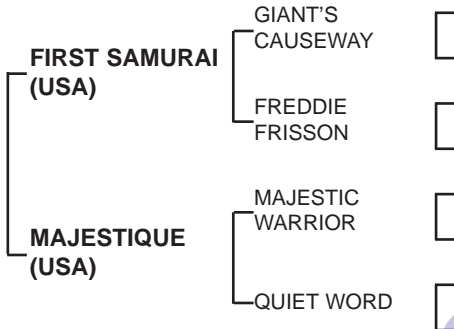 GIANT'S
CAUSEWAY
FIRST SAMURAI
(USA)
FREDDIE
FRISSON
MAJESTIC
WARRIOR
MAJESTIQUE
(USA)
QUIET WORD